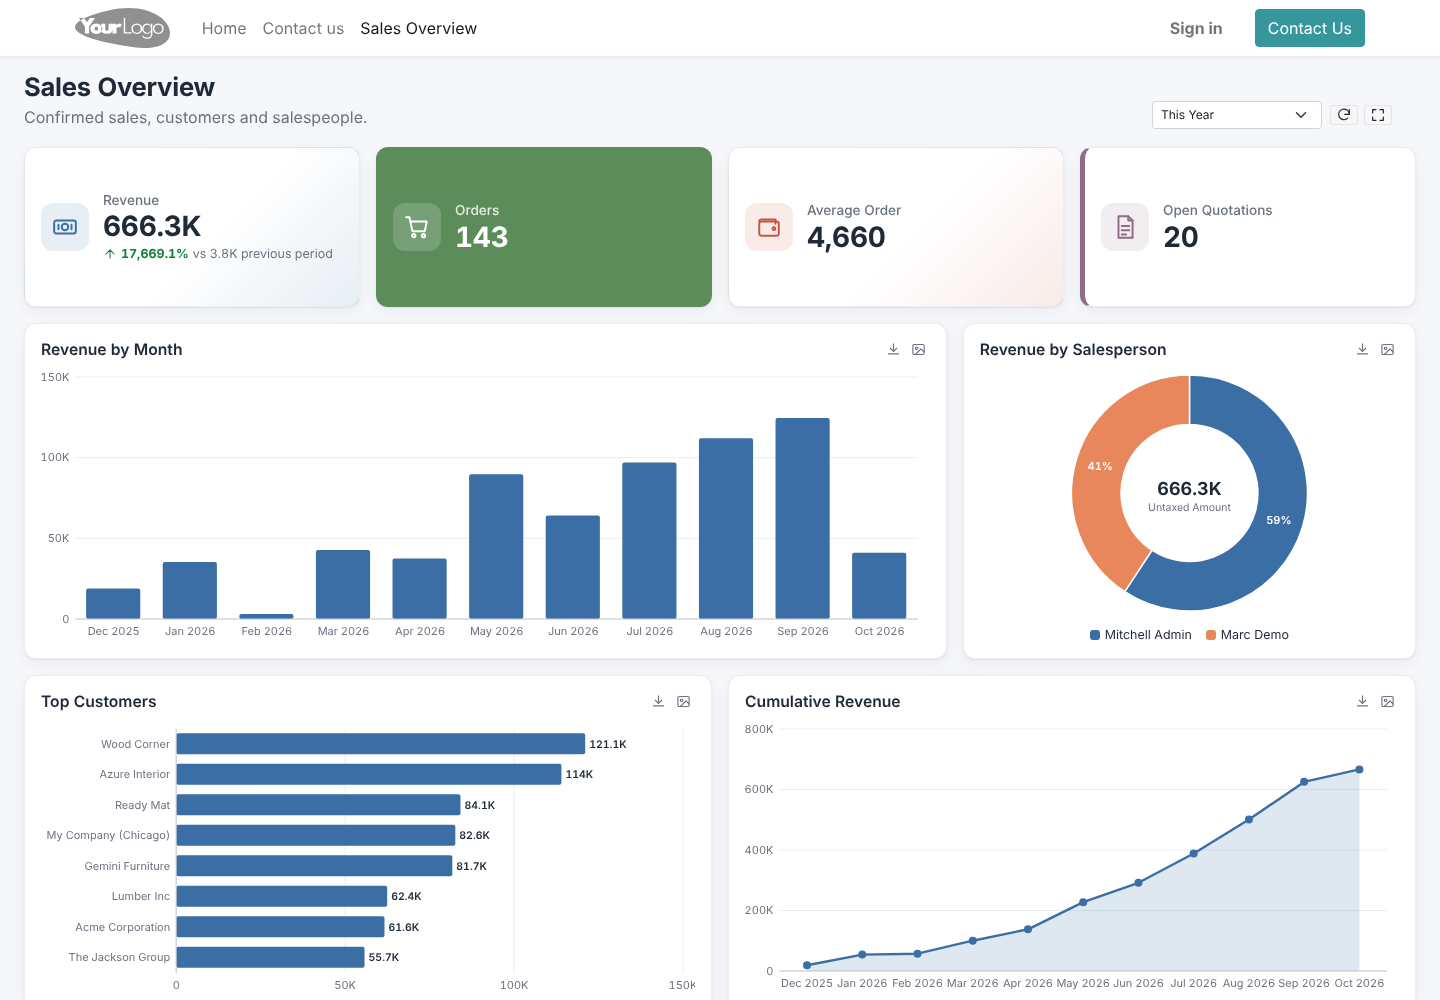 YourLogo
Home
Contact us
Sales Overview
Sign in
Contact Us
Sales Overview
Confirmed sales, customers and salespeople.
This Year
Revenue
666.3K
17,669.1% vs 3.8K previous period
Orders
143
Average Order
4,660
Open Quotations
20
Revenue by Month
150K
100K
50K
0
Dec 2025 Jan 2026 Feb 2026 Mar 2026 Apr 2026 May 2026 Jun 2026 Jul 2026 Aug 2026 Sep 2026 Oct 2026
Revenue by Salesperson
41%
666.3K
Untaxed Amount
59%
Mitchell Admin Marc Demo
Top Customers
Wood Corner 121.1K
Azure Interior 114K
Ready Mat 84.1K
My Company (Chicago) 82.6K
Gemini Furniture 81.7K
Lumber Inc 62.4K
Acme Corporation 61.6K
The Jackson Group 55.7K
0 50K 100K 150K
Cumulative Revenue
800K
600K
400K
200K
0
Dec 2025 Jan 2026 Feb 2026 Mar 2026 Apr 2026 May 2026 Jun 2026 Jul 2026 Aug 2026 Sep 2026 Oct 2026